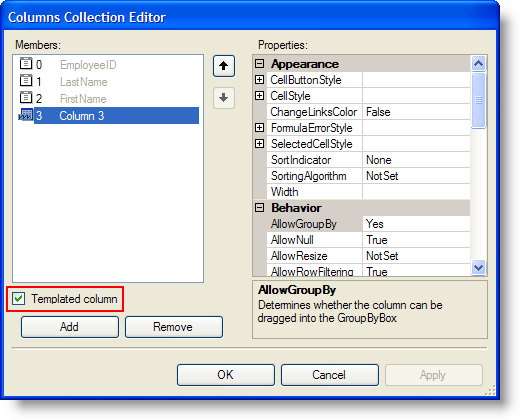 Columns Collection Editor
Members:
0 EmployeeID
1 LastName
2 FirstName
3 Column 3
Templated column
Add Remove
Properties:
Appearance
CellButtonStyle
CellStyle
ChangeLinksColor False
FormulaErrorStyle
SelectedCellStyle
SortIndicator None
SortingAlgorithm NotSet
Width
Behavior
AllowGroupBy Yes
AllowNull True
AllowResize NotSet
AllowRowFiltering True
AllowGroupBy
Determines whether the column can be
dragged into the GroupByBox
OK Cancel Apply